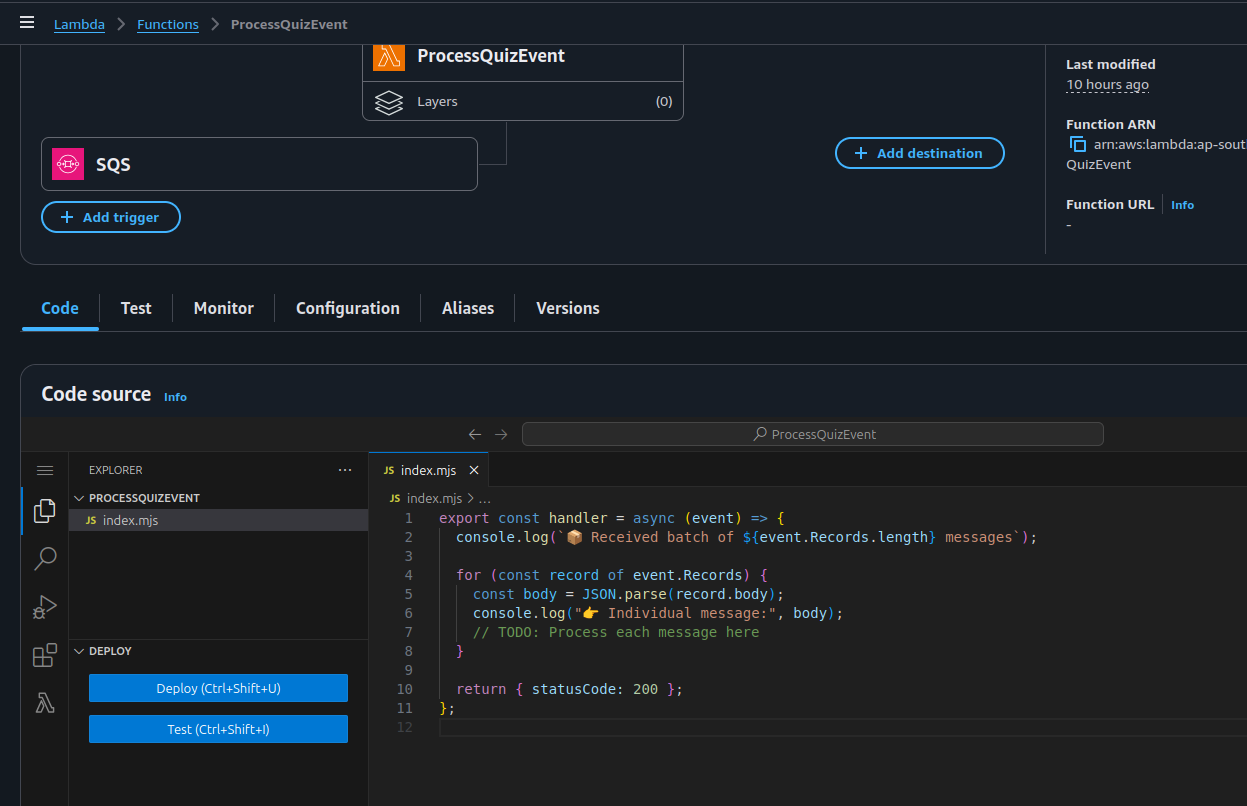 Lambda > Functions > ProcessQuizEvent
ProcessQuizEvent
Layers (0)
SQS
+ Add trigger
+ Add destination
Last modified
10 hours ago
Function ARN
arn:aws:lambda:ap-sout
QuizEvent
Function URL Info
-
Code Test Monitor Configuration Aliases Versions
Code source Info
ProcessQuizEvent
EXPLORER ...
PROCESSQUIZEVENT
JS index.mjs
DEPLOY
Deploy (Ctrl+Shift+U)
Test (Ctrl+Shift+I)
JS index.mjs
JS index.mjs > ...
1 export const handler = async (event) => {
2   console.log(`📦 Received batch of ${event.Records.length} messages`);
3
4   for (const record of event.Records) {
5     const body = JSON.parse(record.body);
6     console.log("👉 Individual message:", body);
7     // TODO: Process each message here
8   }
9
10   return { statusCode: 200 };
11 };
12